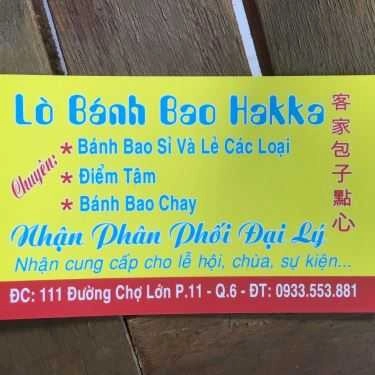 Lò Bánh Bao Hakka
客家包子點心
Chuyên:
* Bánh Bao Sỉ Và Lẻ Các Loại
* Điểm Tâm
* Bánh Bao Chay
Nhận Phân Phối Đại Lý
Nhận cung cấp cho lễ hội, chùa, sự kiện...
ĐC: 111 Đường Chợ Lớn P.11 - Q.6 - ĐT: 0933.553.881